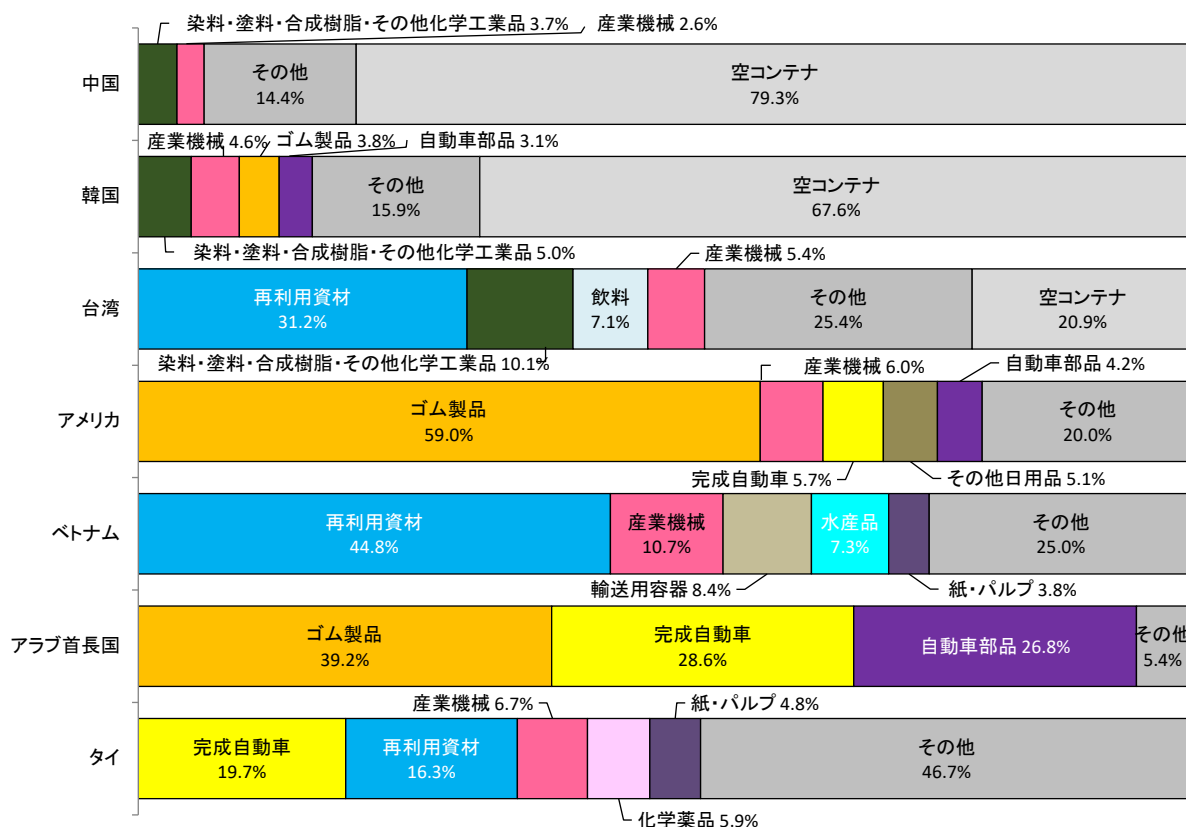 染料・塗料・合成樹脂・その他化学工業品 3.7%
産業機械 2.6%
中国
その他
14.4%
空コンテナ
79.3%
産業機械 4.6%
ゴム製品 3.8%
自動車部品 3.1%
韓国
その他
15.9%
空コンテナ
67.6%
染料・塗料・合成樹脂・その他化学工業品 5.0%
産業機械 5.4%
台湾
再利用資材
31.2%
飲料
7.1%
その他
25.4%
空コンテナ
20.9%
染料・塗料・合成樹脂・その他化学工業品 10.1%
産業機械 6.0%
自動車部品 4.2%
アメリカ
ゴム製品
59.0%
その他
20.0%
完成自動車 5.7%
その他日用品 5.1%
ベトナム
再利用資材
44.8%
産業機械
10.7%
水産品
7.3%
その他
25.0%
輸送用容器 8.4%
紙・パルプ 3.8%
アラブ首長国
ゴム製品
39.2%
完成自動車
28.6%
自動車部品 26.8%
その他
5.4%
産業機械 6.7%
紙・パルプ 4.8%
タイ
完成自動車
19.7%
再利用資材
16.3%
その他
46.7%
化学薬品 5.9%